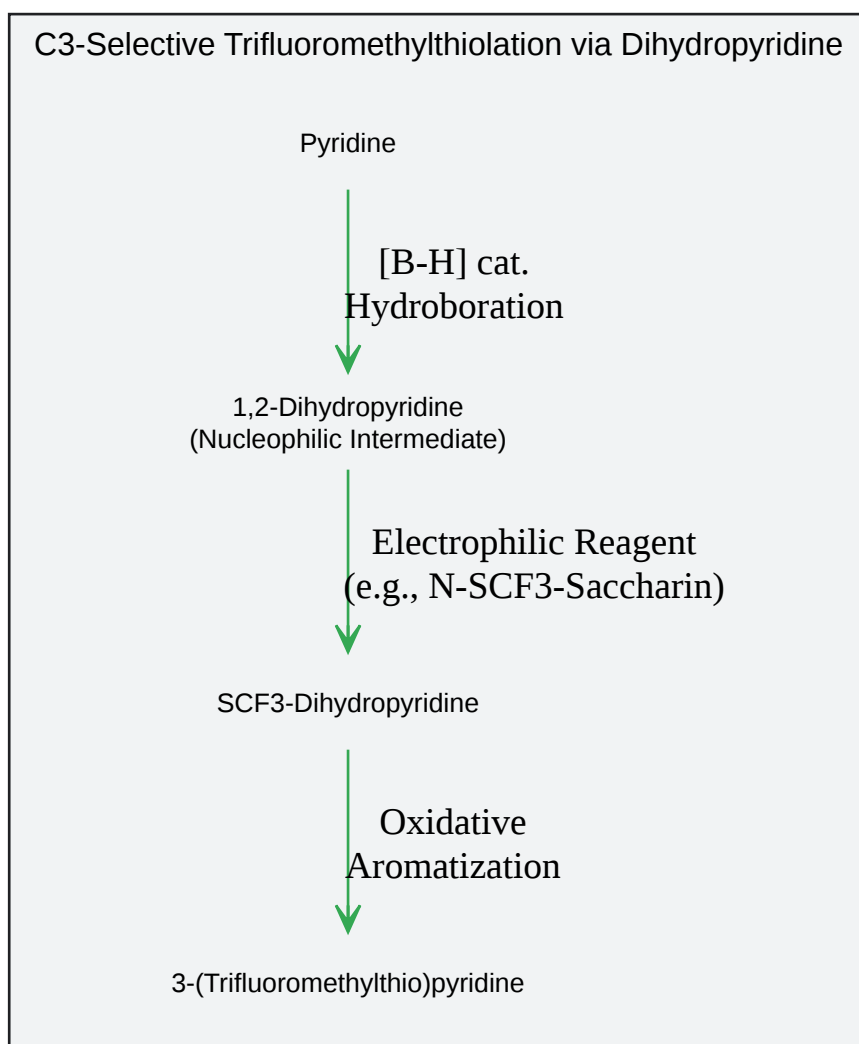 C3-Selective Trifluoromethylthiolation via Dihydropyridine
Pyridine
[B-H] cat.
Hydroboration
1,2-Dihydropyridine
(Nucleophilic Intermediate)
Electrophilic Reagent
(e.g., N-SCF3-Saccharin)
SCF3-Dihydropyridine
Oxidative
Aromatization
3-(Trifluoromethylthio)pyridine